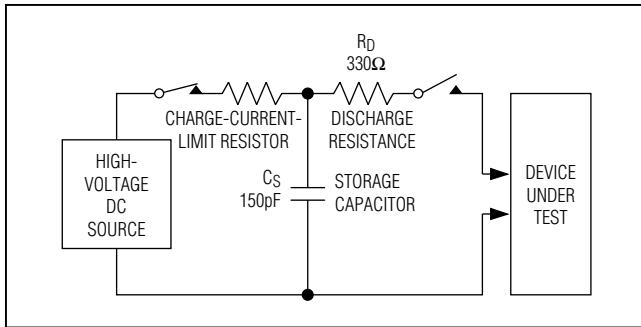 R_D
330Ω
CHARGE-CURRENT-
LIMIT RESISTOR
DISCHARGE
RESISTANCE
HIGH-
VOLTAGE
DC
SOURCE
C_S
150pF
STORAGE
CAPACITOR
DEVICE
UNDER
TEST